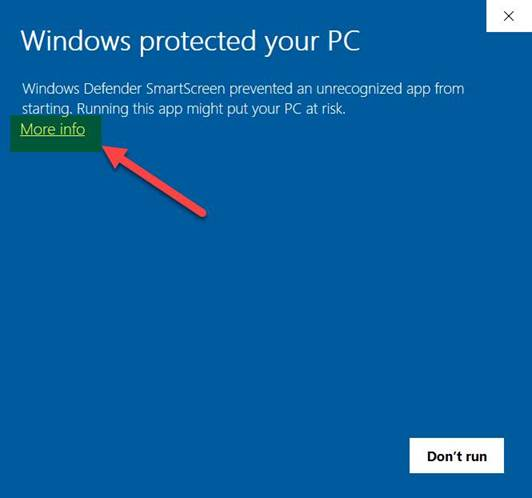 Windows protected your PC
Windows Defender SmartScreen prevented an unrecognized app from
starting. Running this app might put your PC at risk.
More info
Don't run